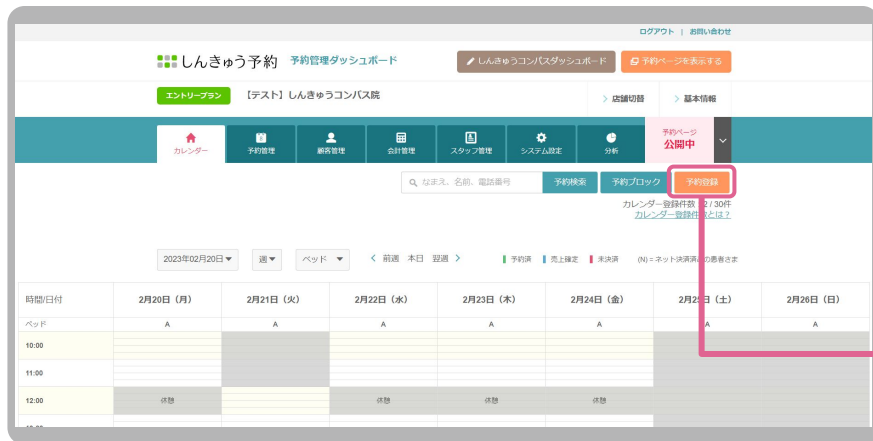 ログアウト | お問い合わせ
しんきゅう予約 予約管理ダッシュボード しんきゅうコンパスダッシュボード 予約ページを表示する
エントリープラン 【テスト】しんきゅうコンパス院 > 店舗切替 > 基本情報
カレンダー 予約管理 顧客管理 会計管理 スタッフ管理 システム設定 分析 予約ページ 公開中
なまえ、名前、電話番号 予約検索 予約ブロック 予約登録
カレンダー登録件数 2 / 30件
カレンダー登録件数とは?
2023年02月20日 ▼ 週 ▼ ベッド ▼ < 前週 本日 翌週 > 予約済 売上確定 未決済 (N) = ネット決済済みの患者さま
時間/日付 2月20日(月) 2月21日(火) 2月22日(水) 2月23日(木) 2月24日(金) 2月25日(土) 2月26日(日)
ベッド A A A A A A A
10:00
11:00
12:00 休憩 休憩 休憩 休憩